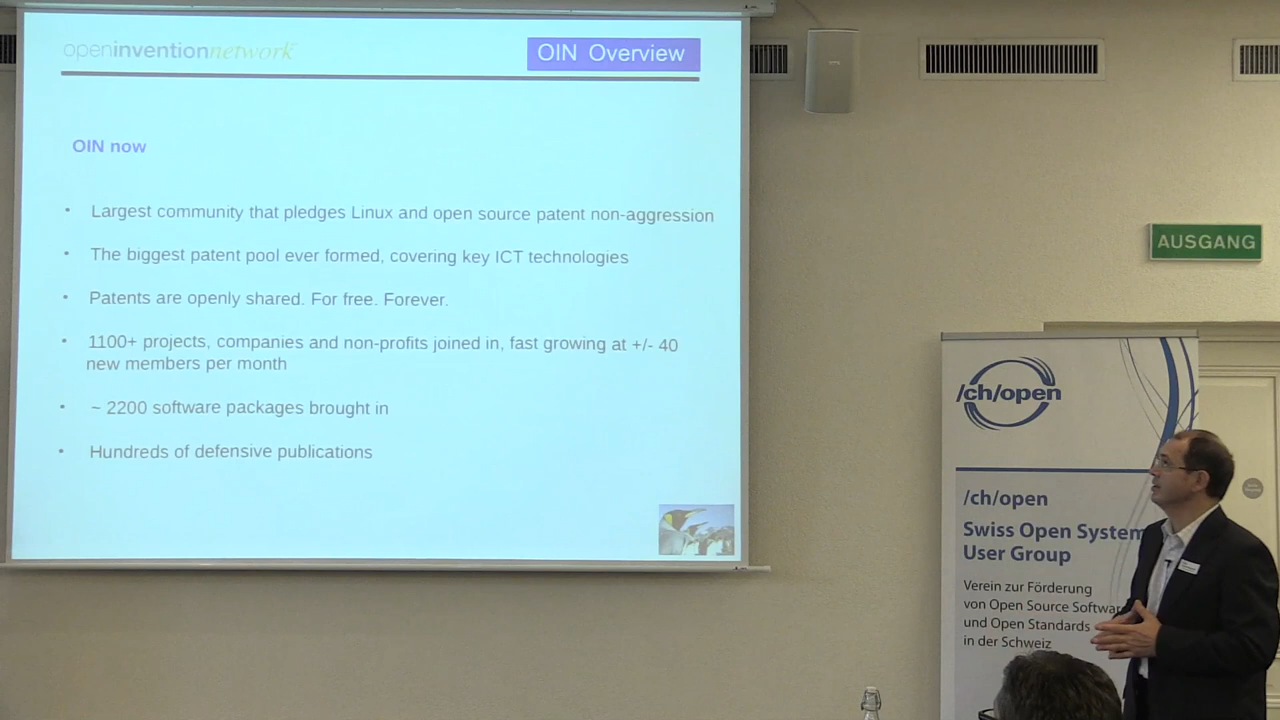 openinventionnetwork
OIN Overview
OIN now
• Largest community that pledges Linux and open source patent non-aggression
• The biggest patent pool ever formed, covering key ICT technologies
• Patents are openly shared. For free. Forever.
• 1100+ projects, companies and non-profits joined in, fast growing at +/- 40
new members per month
• ~ 2200 software packages brought in
• Hundreds of defensive publications
AUSGANG
/ch/open
/ch/open
Swiss Open System
User Group
Verein zur Förderung
von Open Source Softwar
und Open Standards
in der Schweiz